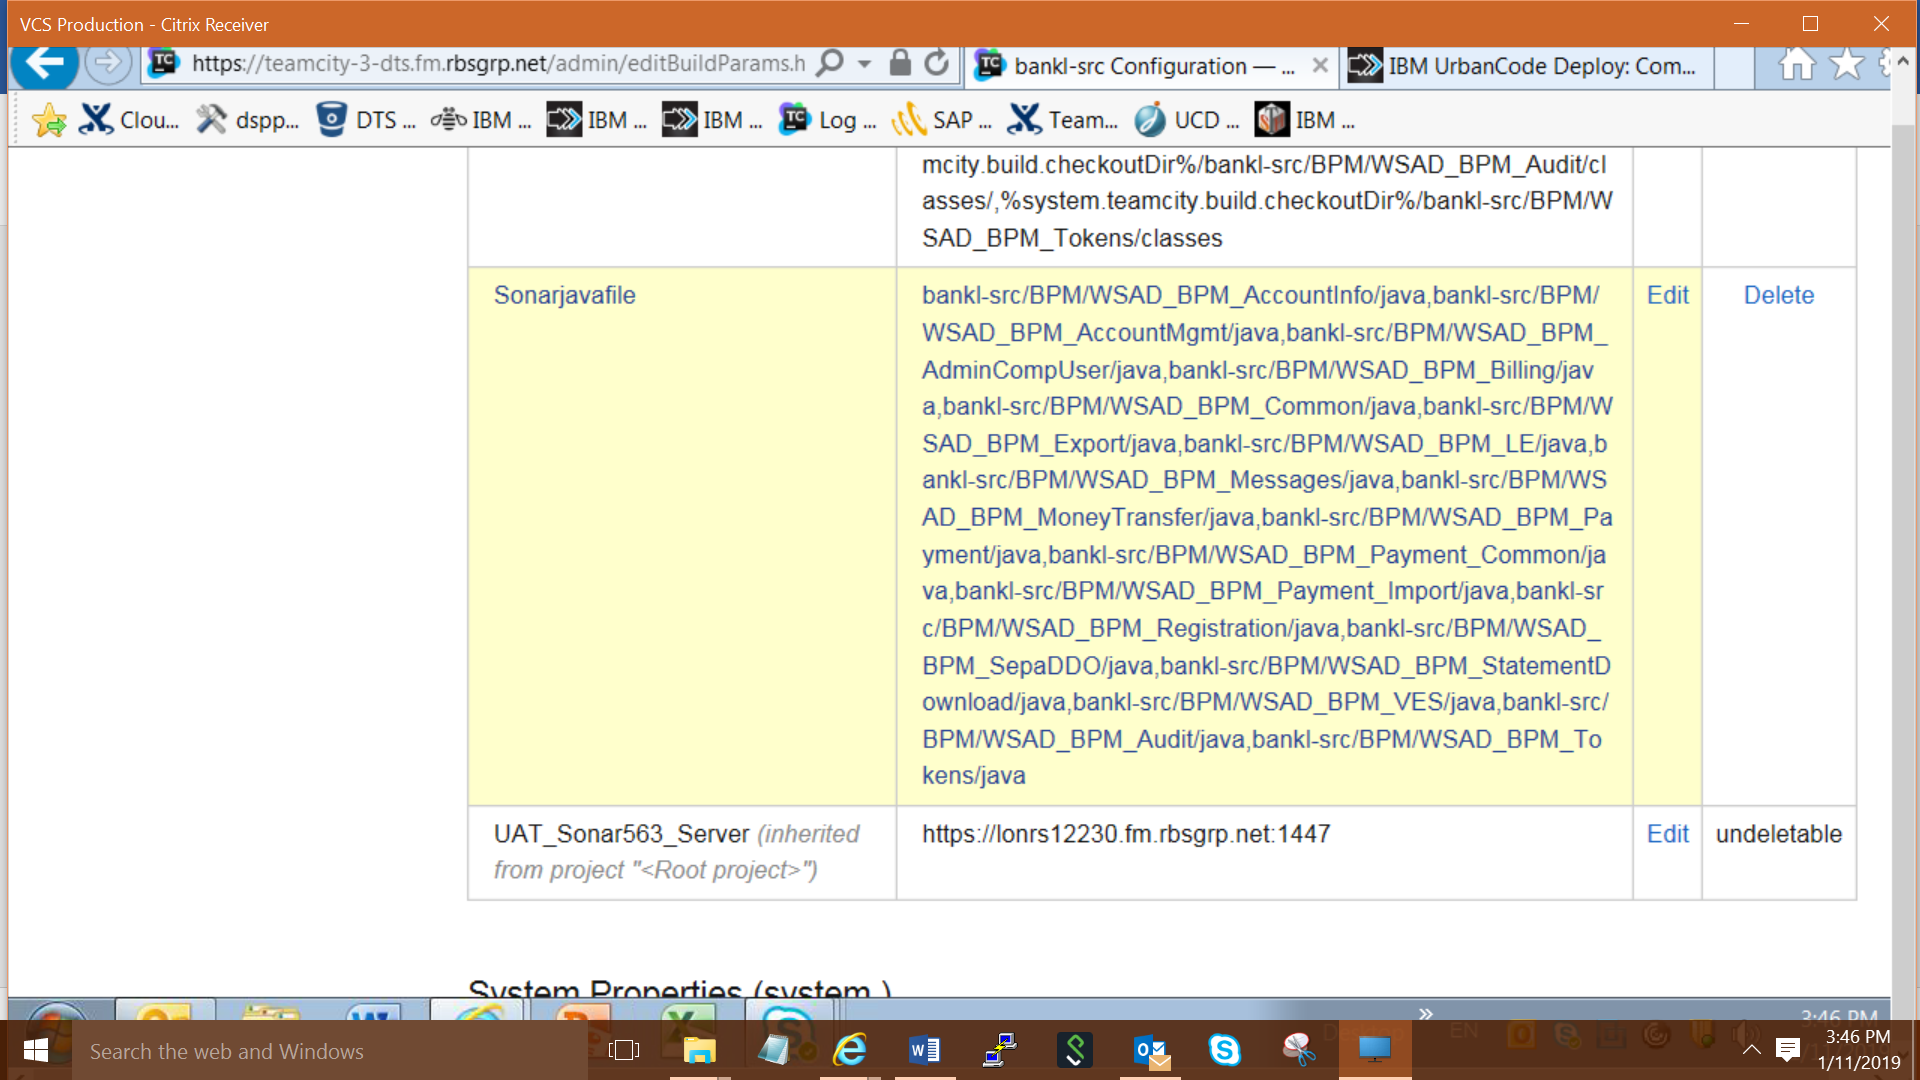 VCS Production - Citrix Receiver
https://teamcity-3-dts.fm.rbsgrp.net/admin/editBuildParams.h
bankl-src Configuration — ...
IBM UrbanCode Deploy: Com...
Clou...
dspp...
DTS ...
IBM ...
IBM ...
IBM ...
Log ...
SAP ...
Team...
UCD ...
IBM ...
mcity.build.checkoutDir%/bankl-src/BPM/WSAD_BPM_Audit/cl
asses/,%system.teamcity.build.checkoutDir%/bankl-src/BPM/W
SAD_BPM_Tokens/classes
Sonarjavafile
bankl-src/BPM/WSAD_BPM_AccountInfo/java,bankl-src/BPM/
WSAD_BPM_AccountMgmt/java,bankl-src/BPM/WSAD_BPM_
AdminCompUser/java,bankl-src/BPM/WSAD_BPM_Billing/jav
a,bankl-src/BPM/WSAD_BPM_Common/java,bankl-src/BPM/W
SAD_BPM_Export/java,bankl-src/BPM/WSAD_BPM_LE/java,b
ankl-src/BPM/WSAD_BPM_Messages/java,bankl-src/BPM/WS
AD_BPM_MoneyTransfer/java,bankl-src/BPM/WSAD_BPM_Pa
yment/java,bankl-src/BPM/WSAD_BPM_Payment_Common/ja
va,bankl-src/BPM/WSAD_BPM_Payment_Import/java,bankl-sr
c/BPM/WSAD_BPM_Registration/java,bankl-src/BPM/WSAD_
BPM_SepaDDO/java,bankl-src/BPM/WSAD_BPM_StatementD
ownload/java,bankl-src/BPM/WSAD_BPM_VES/java,bankl-src/
BPM/WSAD_BPM_Audit/java,bankl-src/BPM/WSAD_BPM_To
kens/java
Edit
Delete
UAT_Sonar563_Server (inherited
from project "<Root project>")
https://lonrs12230.fm.rbsgrp.net:1447
Edit
undeletable
System Properties (system.)
3:46 PM
EN
Search the web and Windows
3:46 PM
1/11/2019